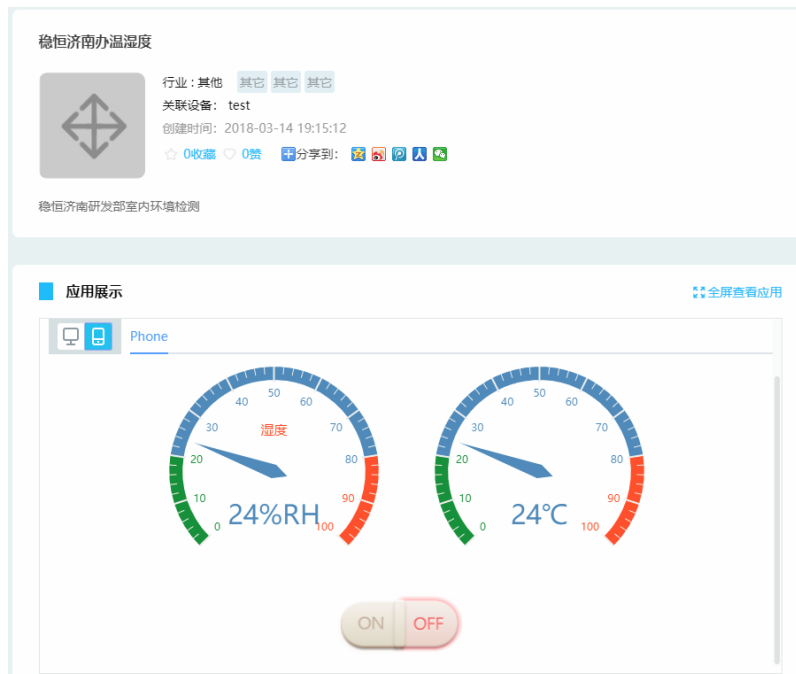 稳恒济南办温湿度
行业 : 其他 其它 其它 其它
关联设备： test
创建时间：2018-03-14 19:15:12
0收藏 0赞 分享到：
稳恒济南研发部室内环境检测
应用展示
全屏查看应用
Phone
0 10 20 30 40 50 60 70 80 90 100
湿度
24%RH
0 10 20 30 40 50 60 70 80 90 100
24℃
ON OFF